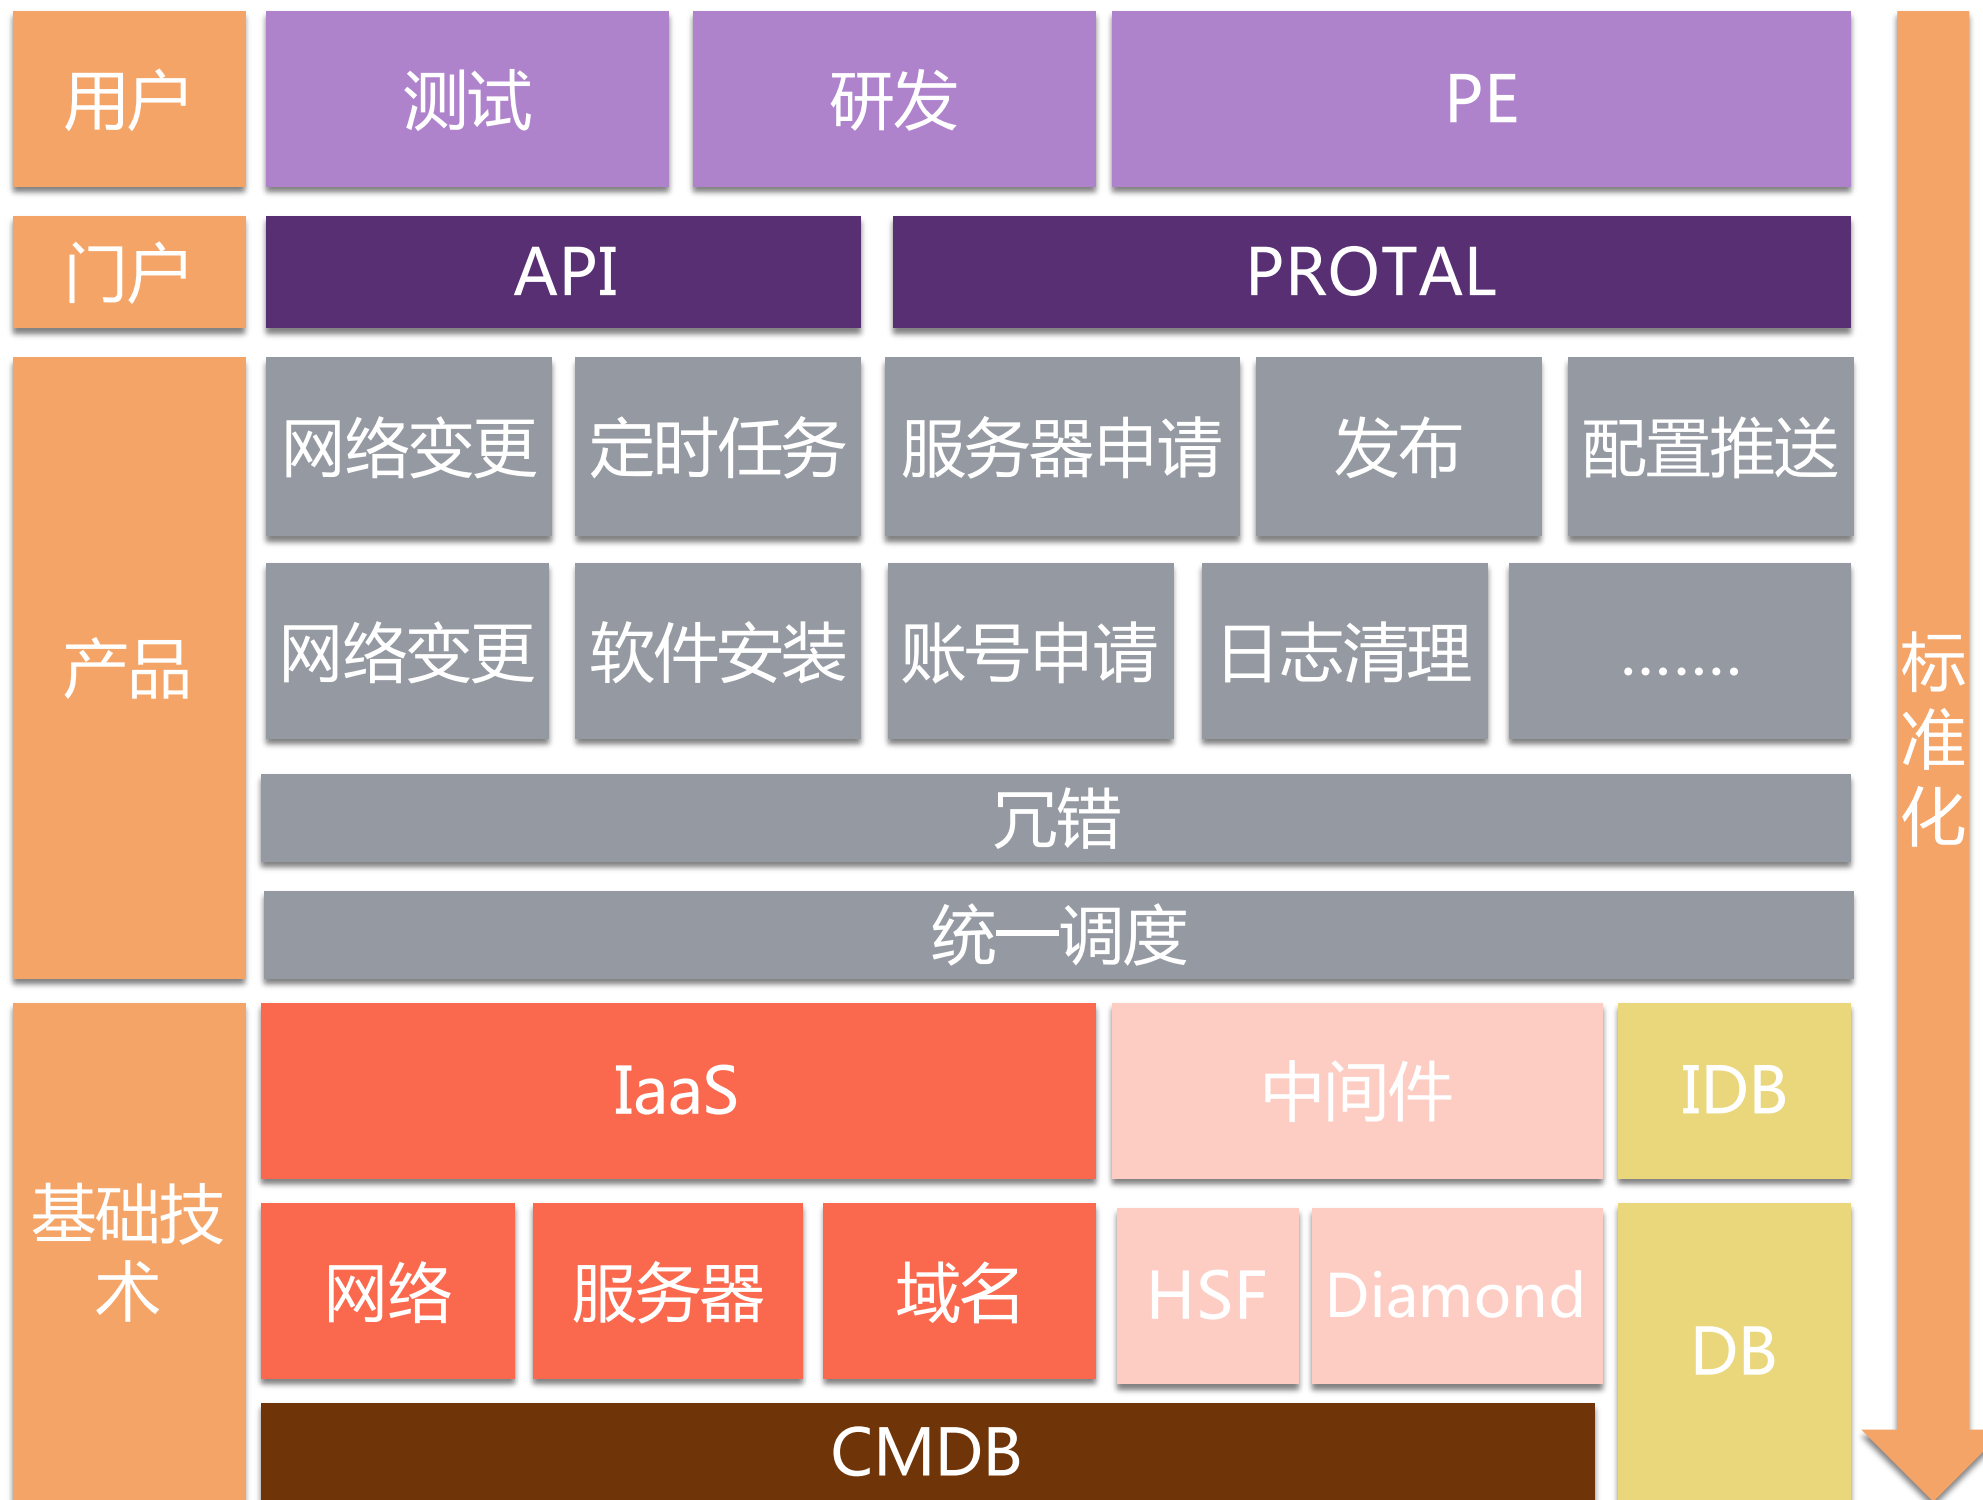 用户
测试
研发
PE
门户
API
PROTAL
产品
网络变更
定时任务
服务器申请
发布
配置推送
网络变更
软件安装
账号申请
日志清理
.......
冗错
统一调度
基础技
术
IaaS
中间件
IDB
网络
服务器
域名
HSF
Diamond
DB
CMDB
标
准
化